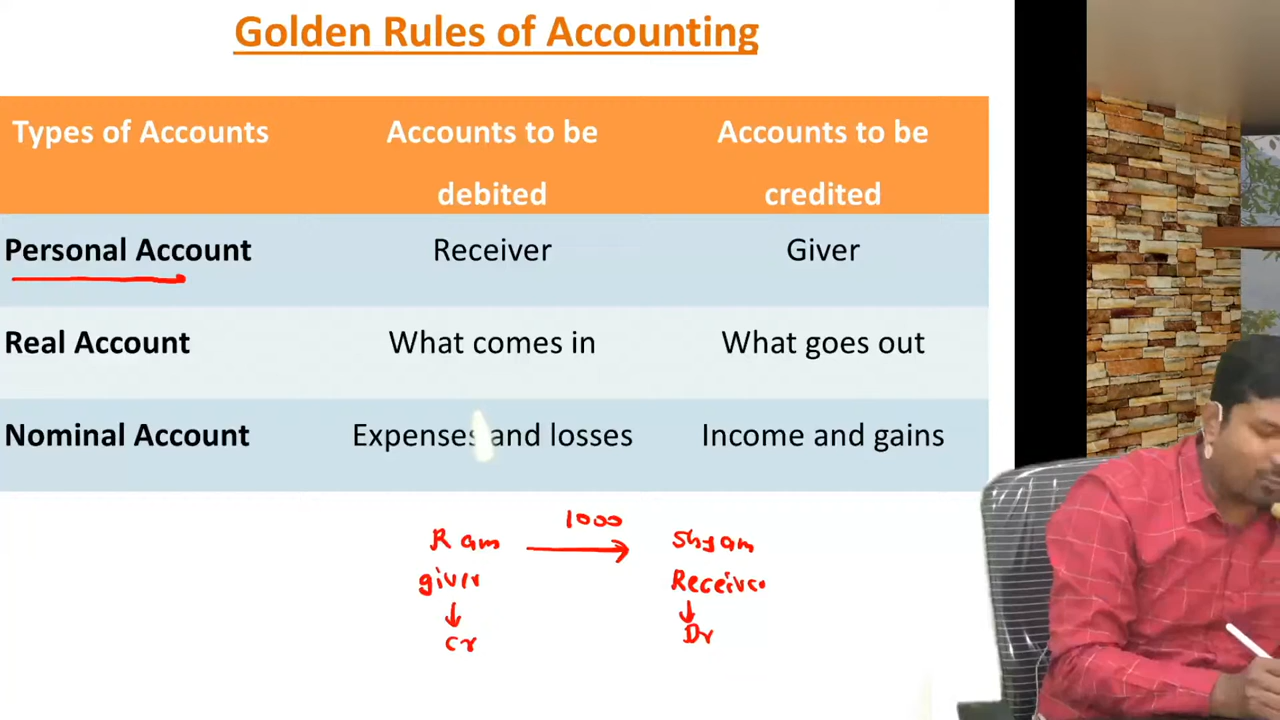 Golden Rules of Accounting
Types of Accounts
Accounts to be debited
Accounts to be credited
Personal Account
Receiver
Giver
Real Account
What comes in
What goes out
Nominal Account
Expenses and losses
Income and gains
1000
Ram
Shyam
giver
Receiver
Cr
Dr